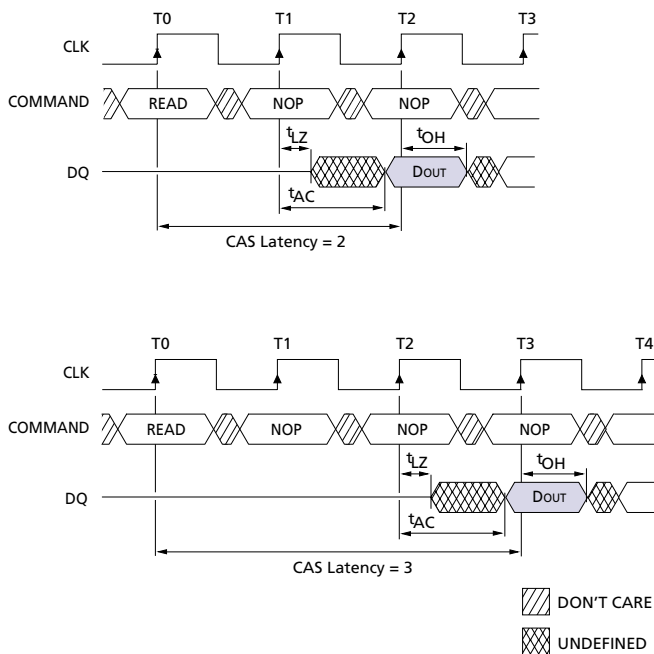 T0 T1 T2 T3
CLK
COMMAND READ NOP NOP
tLZ tOH
DQ DOUT
tAC
CAS Latency = 2
T0 T1 T2 T3 T4
CLK
COMMAND READ NOP NOP NOP
tLZ tOH
DQ DOUT
tAC
CAS Latency = 3
DON'T CARE
UNDEFINED